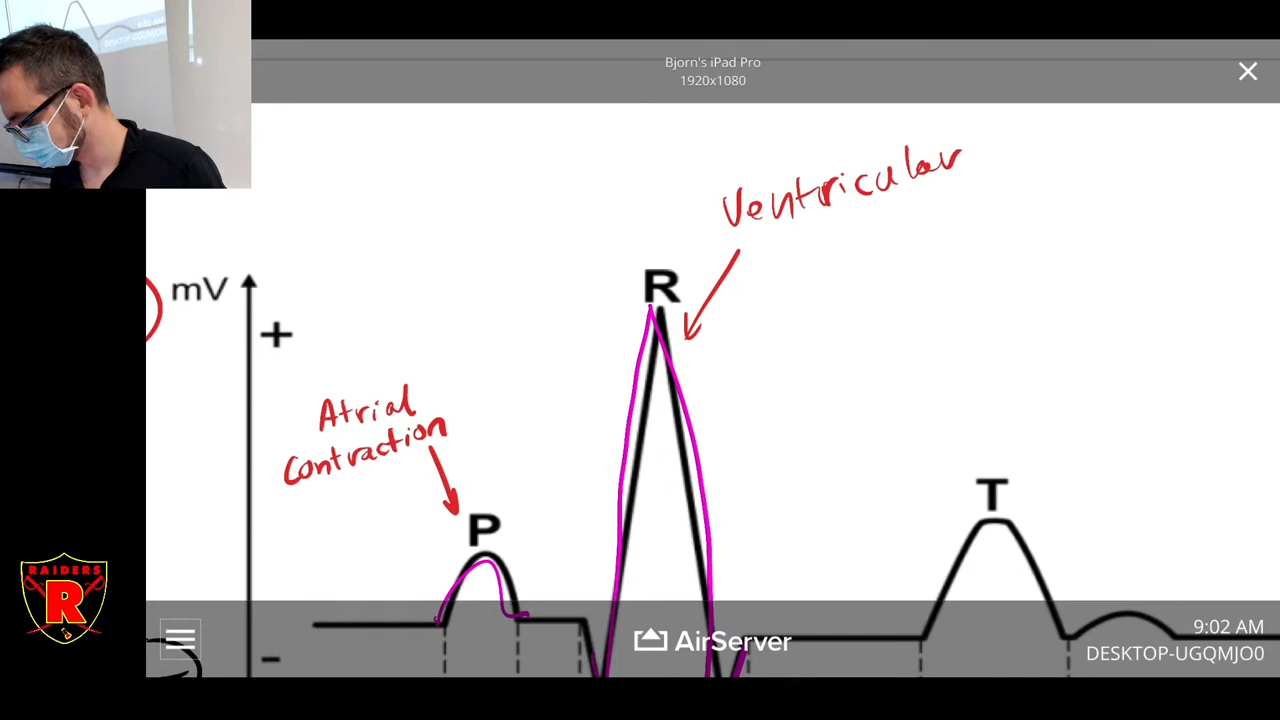 Bjorn's iPad Pro
1920x1080
Ventricular
R
mV
+
Atrial
contraction
P
T
-
RAIDERS
R
AirServer
9:02 AM
DESKTOP-UGQMJO0